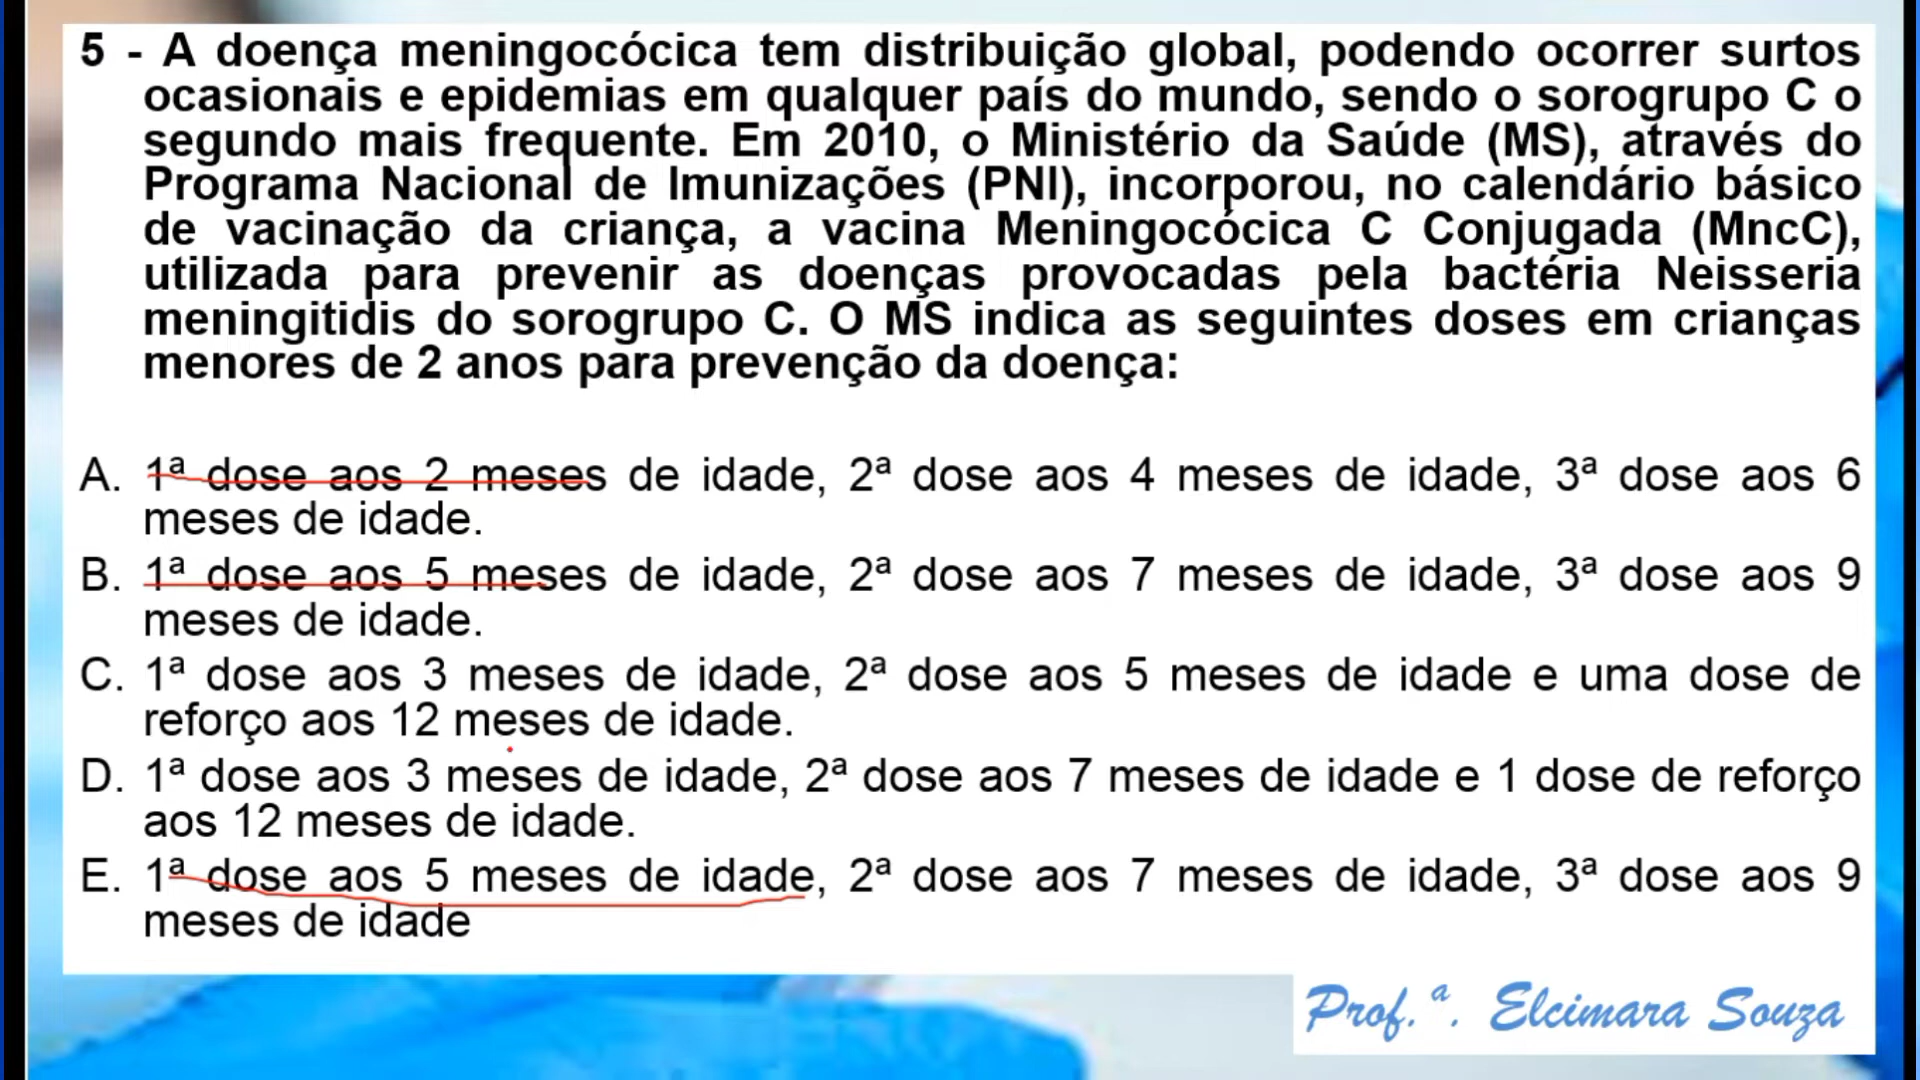 5 - A doença meningocócica tem distribuição global, podendo ocorrer surtos
ocasionais e epidemias em qualquer país do mundo, sendo o sorogrupo C o
segundo mais frequente. Em 2010, o Ministério da Saúde (MS), através do
Programa Nacional de Imunizações (PNI), incorporou, no calendário básico
de vacinação da criança, a vacina Meningocócica C Conjugada (MncC),
utilizada para prevenir as doenças provocadas pela bactéria Neisseria
meningitidis do sorogrupo C. O MS indica as seguintes doses em crianças
menores de 2 anos para prevenção da doença:
A. 1ª dose aos 2 meses de idade, 2ª dose aos 4 meses de idade, 3ª dose aos 6
meses de idade.
B. 1ª dose aos 5 meses de idade, 2ª dose aos 7 meses de idade, 3ª dose aos 9
meses de idade.
C. 1ª dose aos 3 meses de idade, 2ª dose aos 5 meses de idade e uma dose de
reforço aos 12 meses de idade.
D. 1ª dose aos 3 meses de idade, 2ª dose aos 7 meses de idade e 1 dose de reforço
aos 12 meses de idade.
E. 1ª dose aos 5 meses de idade, 2ª dose aos 7 meses de idade, 3ª dose aos 9
meses de idade
Prof.ª. Elcimara Souza